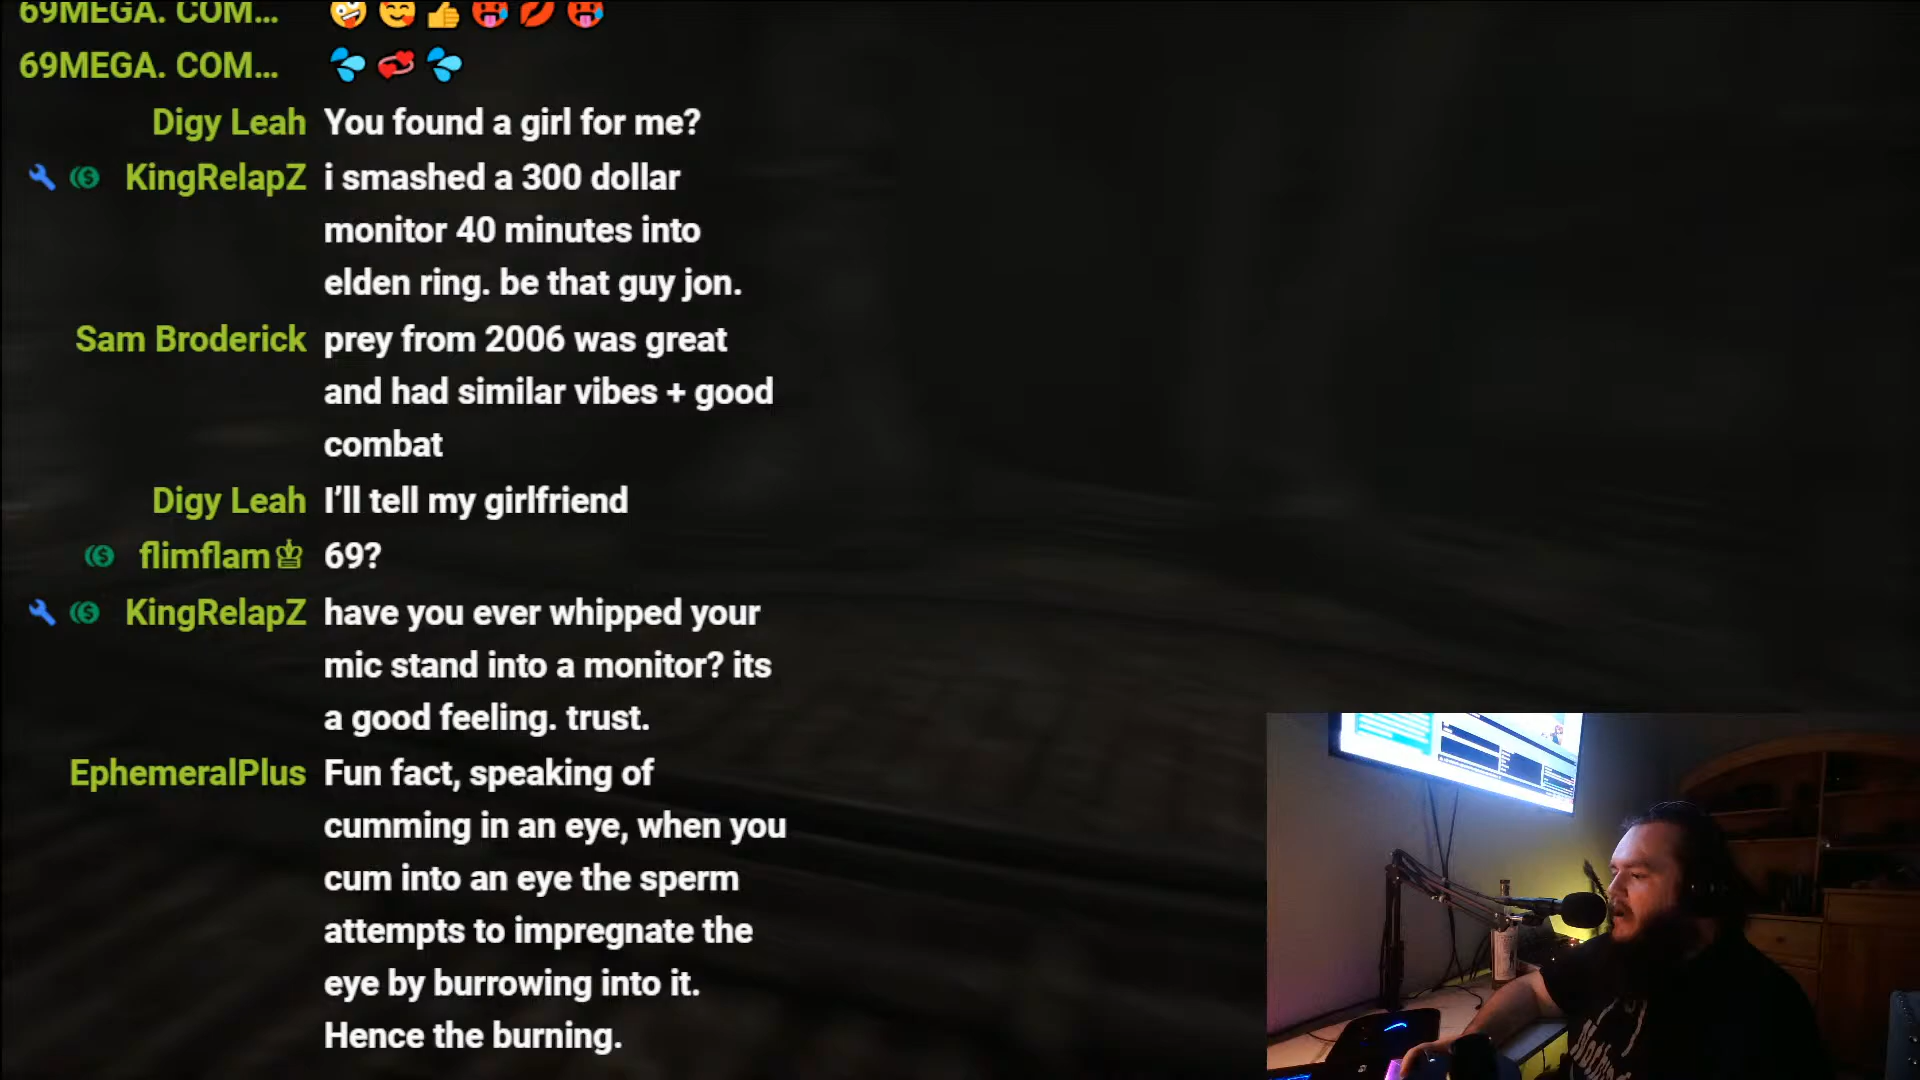 69MEGA. COM... 🤪🥰👍🥵💋🥵
69MEGA. COM... 💦💞💦
Digy Leah You found a girl for me?
KingRelapZ i smashed a 300 dollar
monitor 40 minutes into
elden ring. be that guy jon.
Sam Broderick prey from 2006 was great
and had similar vibes + good
combat
Digy Leah I’ll tell my girlfriend
flimflam♔ 69?
KingRelapZ have you ever whipped your
mic stand into a monitor? its
a good feeling. trust.
EphemeralPlus Fun fact, speaking of
cumming in an eye, when you
cum into an eye the sperm
attempts to impregnate the
eye by burrowing into it.
Hence the burning.